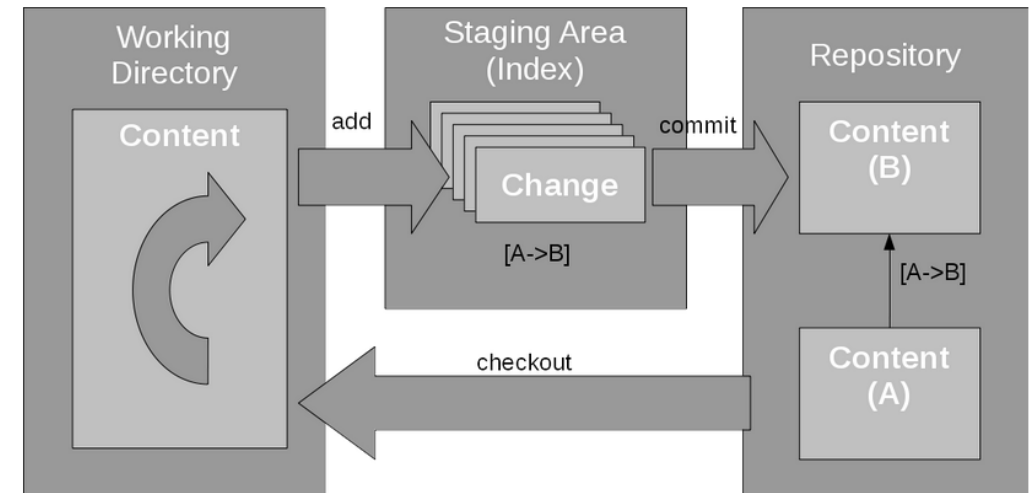 Working
Directory
Content
add
Staging Area
(Index)
Change
[A->B]
commit
Repository
Content
(B)
[A->B]
Content
(A)
checkout